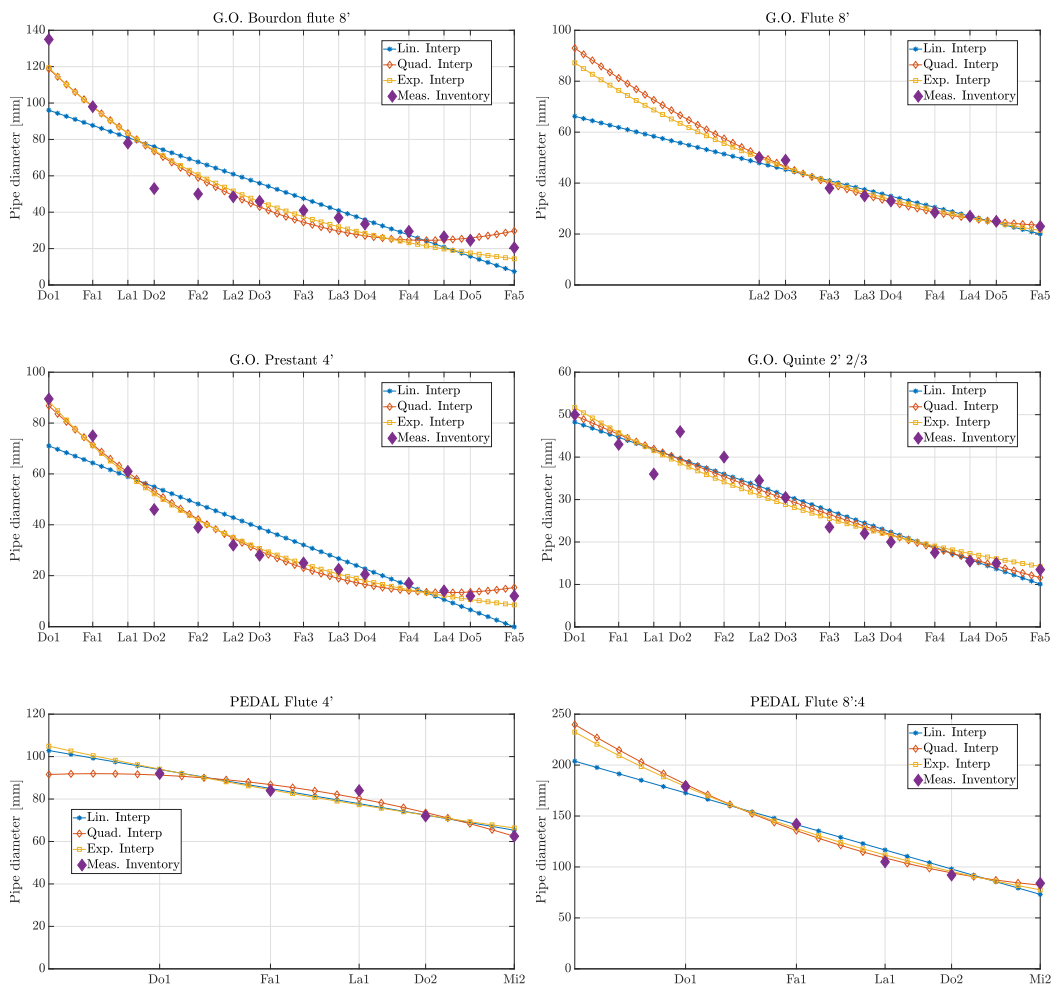 G.O. Bourdon flute 8'
Pipe diameter [mm]
140
120
100
80
60
40
20
0
Do1 Fa1 La1 Do2 Fa2 La2 Do3 Fa3 La3 Do4 Fa4 La4 Do5 Fa5
Lin. Interp
Quad. Interp
Exp. Interp
Meas. Inventory
G.O. Flute 8'
Pipe diameter [mm]
100
80
60
40
20
0
La2 Do3 Fa3 La3 Do4 Fa4 La4 Do5 Fa5
Lin. Interp
Quad. Interp
Exp. Interp
Meas. Inventory
G.O. Prestant 4'
Pipe diameter [mm]
100
80
60
40
20
0
Do1 Fa1 La1 Do2 Fa2 La2 Do3 Fa3 La3 Do4 Fa4 La4 Do5 Fa5
Lin. Interp
Quad. Interp
Exp. Interp
Meas. Inventory
G.O. Quinte 2' 2/3
Pipe diameter [mm]
60
50
40
30
20
10
0
Do1 Fa1 La1 Do2 Fa2 La2 Do3 Fa3 La3 Do4 Fa4 La4 Do5 Fa5
Lin. Interp
Quad. Interp
Exp. Interp
Meas. Inventory
PEDAL Flute 4'
Pipe diameter [mm]
120
100
80
60
40
20
0
Do1 Fa1 La1 Do2 Mi2
Lin. Interp
Quad. Interp
Exp. Interp
Meas. Inventory
PEDAL Flute 8':4
Pipe diameter [mm]
250
200
150
100
50
0
Do1 Fa1 La1 Do2 Mi2
Lin. Interp
Quad. Interp
Exp. Interp
Meas. Inventory